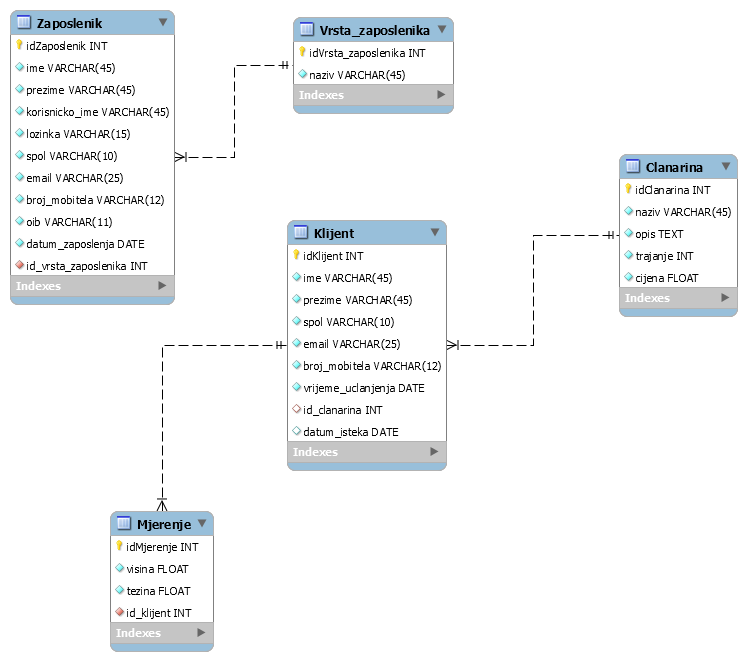 Zaposlenik
idZaposlenik INT
ime VARCHAR(45)
prezime VARCHAR(45)
korisnicko_ime VARCHAR(45)
lozinka VARCHAR(15)
spol VARCHAR(10)
email VARCHAR(25)
broj_mobitela VARCHAR(12)
oib VARCHAR(11)
datum_zaposlenja DATE
id_vrsta_zaposlenika INT
Indexes
Vrsta_zaposlenika
idVrsta_zaposlenika INT
naziv VARCHAR(45)
Indexes
Clanarina
idClanarina INT
naziv VARCHAR(45)
opis TEXT
trajanje INT
cijena FLOAT
Indexes
Klijent
idKlijent INT
ime VARCHAR(45)
prezime VARCHAR(45)
spol VARCHAR(10)
email VARCHAR(25)
broj_mobitela VARCHAR(12)
vrijeme_uclanjenja DATE
id_clanarina INT
datum_isteka DATE
Indexes
Mjerenje
idMjerenje INT
visina FLOAT
tezina FLOAT
id_klijent INT
Indexes